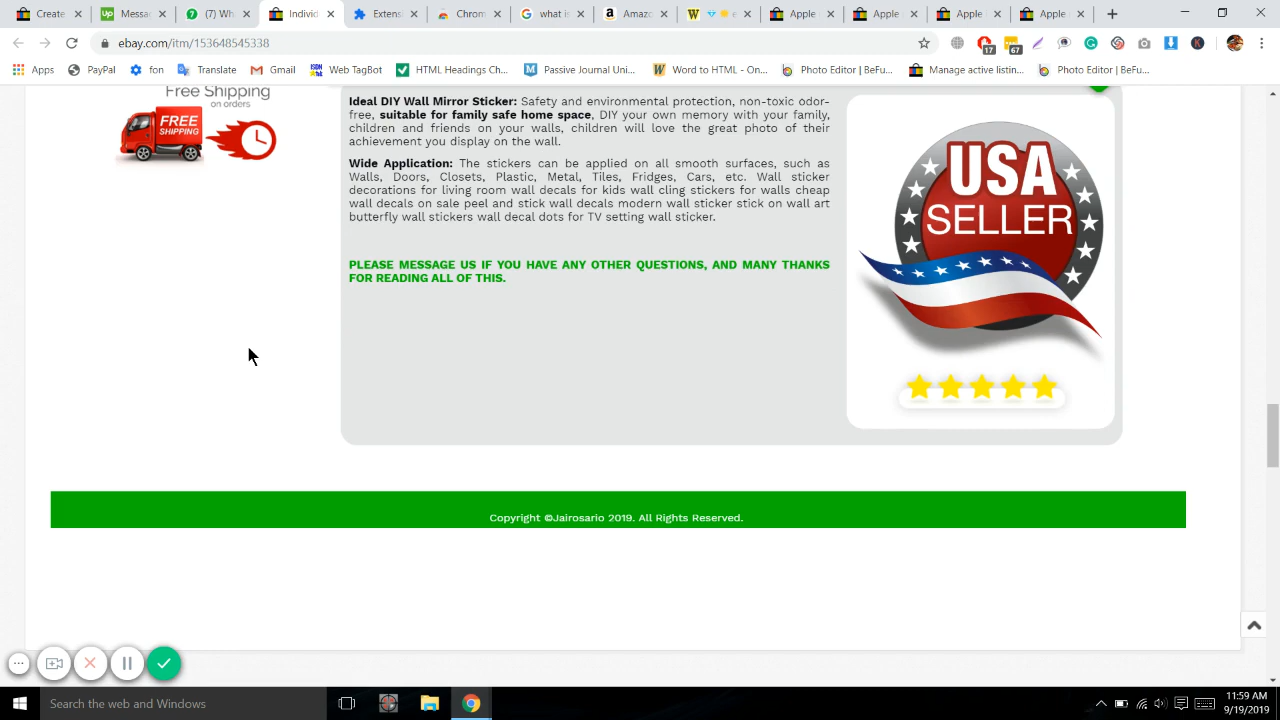 Create
Messa
(7) Wh
Individ
Extens
Chrom
what is
Amazo
e
Apple
Apple
Apple
Apple
ebay.com/itm/153648545338
17
67
Apps
PayPal
fon
Translate
Gmail
Web TagBot
HTML Headings Ch...
Passive Journal Uni...
Word to HTML - On...
Photo Editor | BeFu...
Manage active listin...
Photo Editor | BeFu...
Free Shipping
on orders
FREE
SHIPPING
Ideal DIY Wall Mirror Sticker: Safety and environmental protection, non-toxic odor-
free, suitable for family safe home space, DIY your own memory with your family,
children and friends on your walls, children will love the great photo of their
achievement you display on the wall.
Wide Application: The stickers can be applied on all smooth surfaces, such as
Walls, Doors, Closets, Plastic, Metal, Tiles, Fridges, Cars, etc. Wall sticker
decorations for living room wall decals for kids wall cling stickers for walls cheap
wall decals on sale peel and stick wall decals modern wall sticker stick on wall art
butterfly wall stickers wall decal dots for TV setting wall sticker.
PLEASE MESSAGE US IF YOU HAVE ANY OTHER QUESTIONS, AND MANY THANKS
FOR READING ALL OF THIS.
USA
SELLER
Copyright ©Jairosario 2019. All Rights Reserved.
Search the web and Windows
11:59 AM
9/19/2019